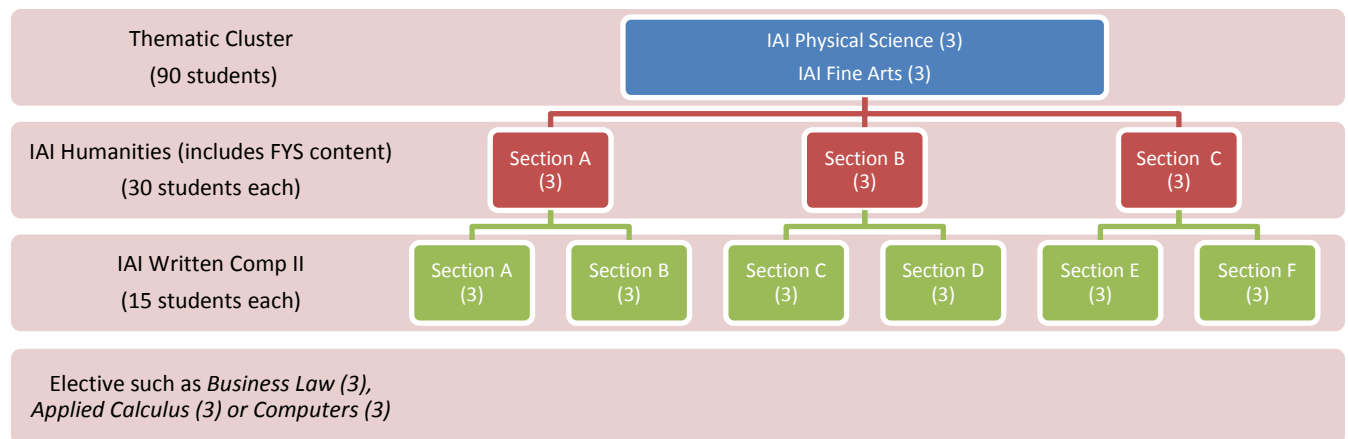 Thematic Cluster
(90 students)
IAI Physical Science (3)
IAI Fine Arts (3)
IAI Humanities (includes FYS content)
(30 students each)
Section A
(3)
Section B
(3)
Section C
(3)
IAI Written Comp II
(15 students each)
Section A
(3)
Section B
(3)
Section C
(3)
Section D
(3)
Section E
(3)
Section F
(3)
Elective such as Business Law (3),
Applied Calculus (3) or Computers (3)